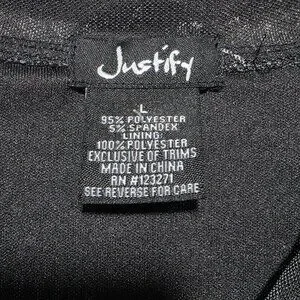 Justify
L
95% POLYESTER
5% SPANDEX
LINING:
100% POLYESTER
EXCLUSIVE OF TRIMS
MADE IN CHINA
RN #123271
SEE REVERSE FOR CARE